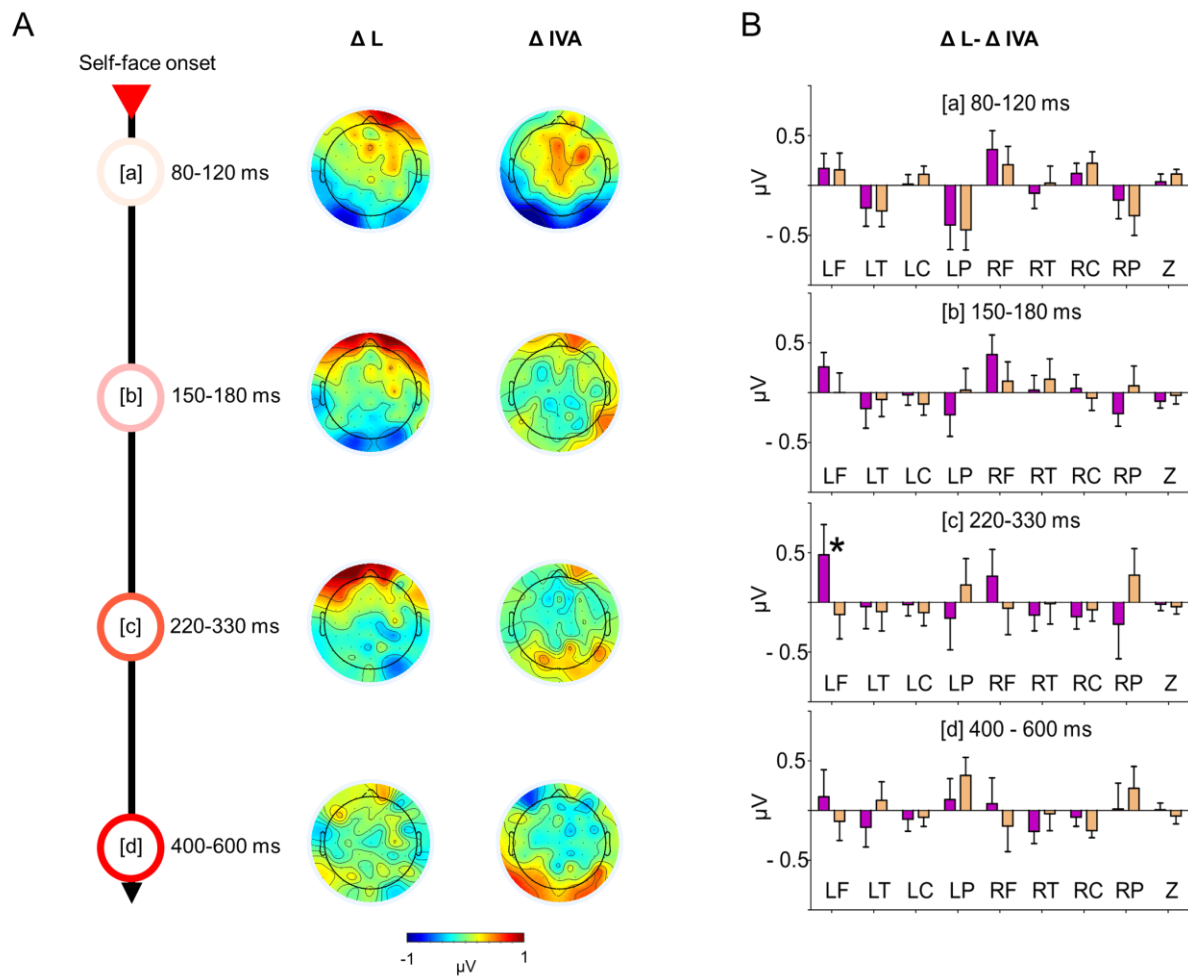 A
Δ L
Δ IVA
Self-face onset
[a]
80-120 ms
[b]
150-180 ms
[c]
220-330 ms
[d]
400-600 ms
-1
1
µV
B
Δ L- Δ IVA
[a] 80-120 ms
0.5
µV
- 0.5
LF LT LC LP RF RT RC RP Z
[b] 150-180 ms
0.5
µV
- 0.5
LF LT LC LP RF RT RC RP Z
[c] 220-330 ms
*
0.5
µV
- 0.5
LF LT LC LP RF RT RC RP Z
[d] 400 - 600 ms
0.5
µV
- 0.5
LF LT LC LP RF RT RC RP Z